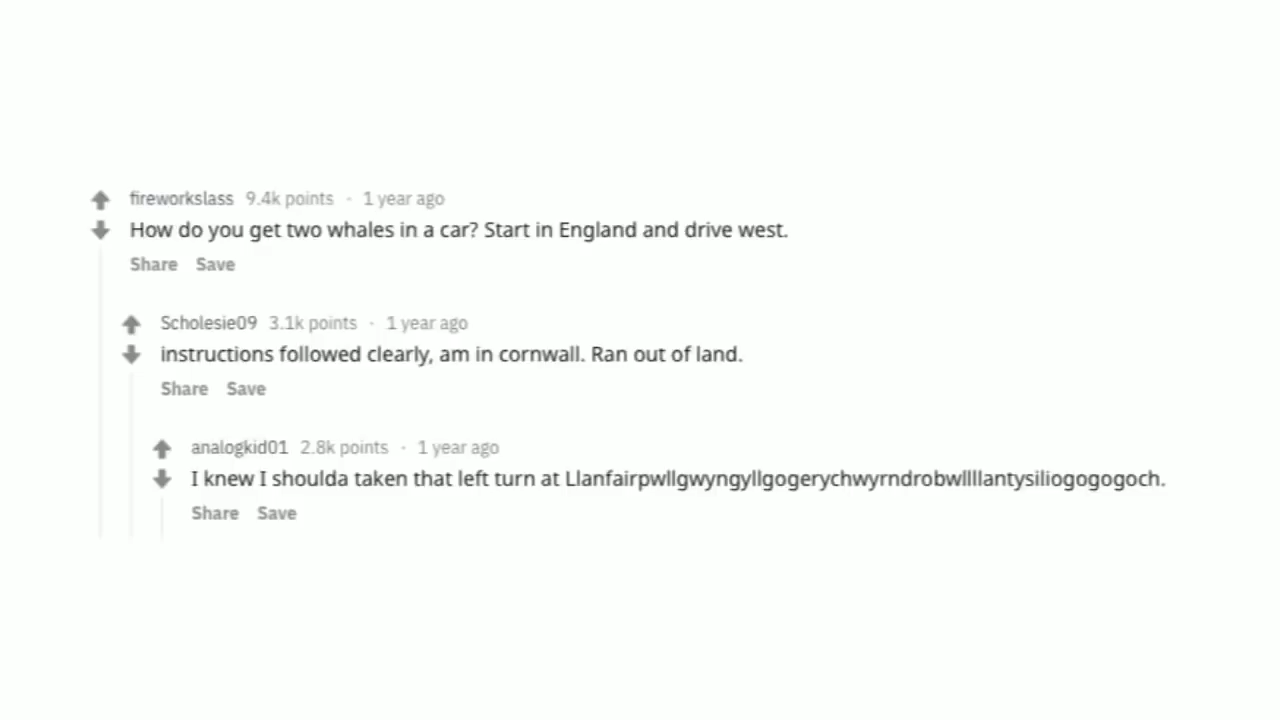 fireworkslass 9.4k points · 1 year ago
How do you get two whales in a car? Start in England and drive west.
Share Save
Scholesie09 3.1k points · 1 year ago
instructions followed clearly, am in cornwall. Ran out of land.
Share Save
analogkid01 2.8k points · 1 year ago
I knew I shoulda taken that left turn at Llanfairpwllgwyngyllgogerychwyrndrobwllllantysiliogogogoch.
Share Save